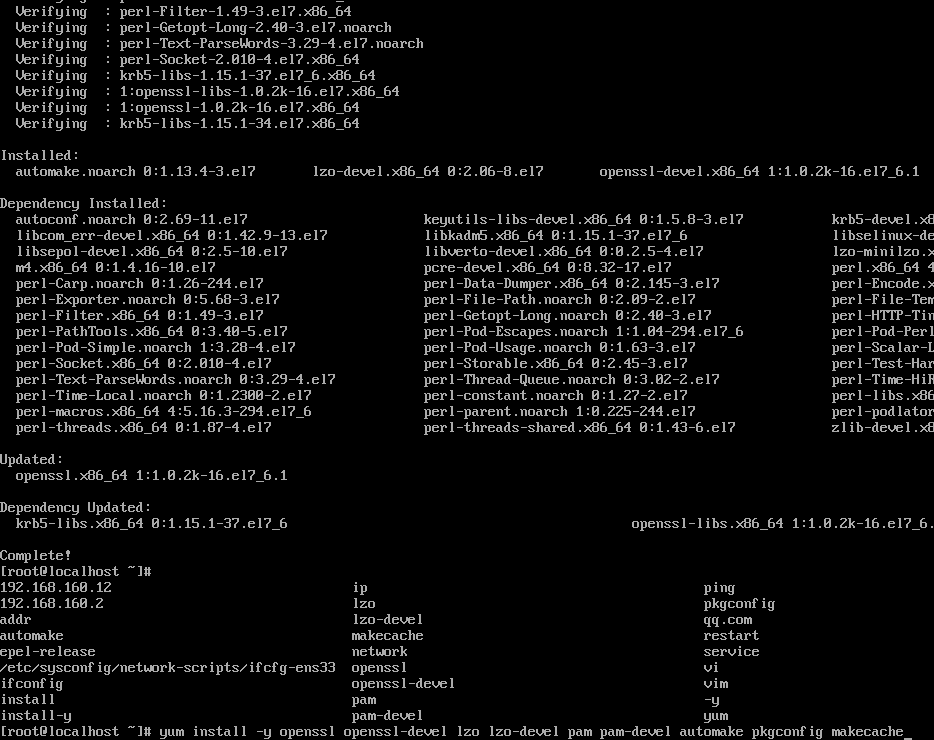 Verifying : perl-Filter-1.49-3.el7.x86_64
Verifying : perl-Getopt-Long-2.40-3.el7.noarch
Verifying : perl-Text-ParseWords-3.29-4.el7.noarch
Verifying : perl-Socket-2.010-4.el7.x86_64
Verifying : krb5-libs-1.15.1-37.el7_6.x86_64
Verifying : 1:openssl-libs-1.0.2k-16.el7.x86_64
Verifying : 1:openssl-1.0.2k-16.el7.x86_64
Verifying : krb5-libs-1.15.1-34.el7.x86_64
Installed:
automake.noarch 0:1.13.4-3.el7 lzo-devel.x86_64 0:2.06-8.el7 openssl-devel.x86_64 1:1.0.2k-16.el7_6.1
Dependency Installed:
autoconf.noarch 0:2.69-11.el7 keyutils-libs-devel.x86_64 0:1.5.8-3.el7 krb5-devel.x8
libcom_err-devel.x86_64 0:1.42.9-13.el7 libkadm5.x86_64 0:1.15.1-37.el7_6 libselinux-de
libsepol-devel.x86_64 0:2.5-10.el7 libverto-devel.x86_64 0:0.2.5-4.el7 lzo-minilzo.x
m4.x86_64 0:1.4.16-10.el7 pcre-devel.x86_64 0:8.32-17.el7 perl.x86_64 4
perl-Carp.noarch 0:1.26-244.el7 perl-Data-Dumper.x86_64 0:2.145-3.el7 perl-Encode.x
perl-Exporter.noarch 0:5.68-3.el7 perl-File-Path.noarch 0:2.09-2.el7 perl-File-Tem
perl-Filter.x86_64 0:1.49-3.el7 perl-Getopt-Long.noarch 0:2.40-3.el7 perl-HTTP-Tin
perl-PathTools.x86_64 0:3.40-5.el7 perl-Pod-Escapes.noarch 1:1.04-294.el7_6 perl-Pod-Perl
perl-Pod-Simple.noarch 1:3.28-4.el7 perl-Pod-Usage.noarch 0:1.63-3.el7 perl-Scalar-L
perl-Socket.x86_64 0:2.010-4.el7 perl-Storable.x86_64 0:2.45-3.el7 perl-Test-Har
perl-Text-ParseWords.noarch 0:3.29-4.el7 perl-Thread-Queue.noarch 0:3.02-2.el7 perl-Time-HiR
perl-Time-Local.noarch 0:1.2300-2.el7 perl-constant.noarch 0:1.27-2.el7 perl-libs.x86
perl-macros.x86_64 4:5.16.3-294.el7_6 perl-parent.noarch 1:0.225-244.el7 perl-podlator
perl-threads.x86_64 0:1.87-4.el7 perl-threads-shared.x86_64 0:1.43-6.el7 zlib-devel.x8
Updated:
openssl.x86_64 1:1.0.2k-16.el7_6.1
Dependency Updated:
krb5-libs.x86_64 0:1.15.1-37.el7_6 openssl-libs.x86_64 1:1.0.2k-16.el7_6.
Complete!
[root@localhost ~]#
192.168.160.12 ip ping
192.168.160.2 lzo pkgconfig
addr lzo-devel qq.com
automake makecache restart
epel-release network service
/etc/sysconfig/network-scripts/ifcfg-ens33 openssl vi
ifconfig openssl-devel vim
install pam -y
install-y pam-devel yum
[root@localhost ~]# yum install -y openssl openssl-devel lzo lzo-devel pam pam-devel automake pkgconfig makecache_